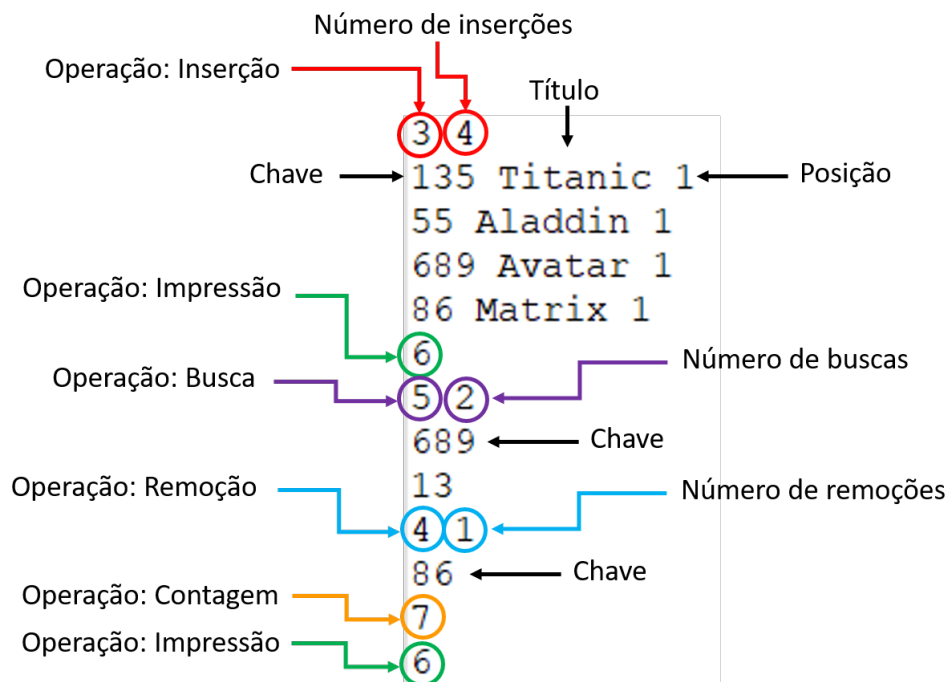 Número de inserções
Operação: Inserção
Título
3 4
Chave 135 Titanic 1 Posição
55 Aladdin 1
689 Avatar 1
Operação: Impressão
86 Matrix 1
6
Operação: Busca 5 2 Número de buscas
689 Chave
13
Operação: Remoção
4 1 Número de remoções
86 Chave
Operação: Contagem
7
Operação: Impressão
6